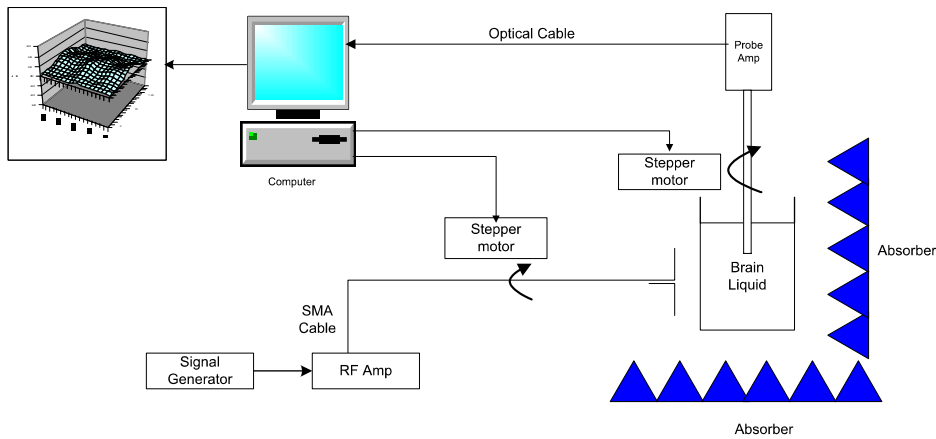 Optical Cable
Probe
Amp
Computer
Stepper
motor
Stepper
motor
Brain
Liquid
Absorber
SMA
Cable
Signal
Generator
RF Amp
Absorber